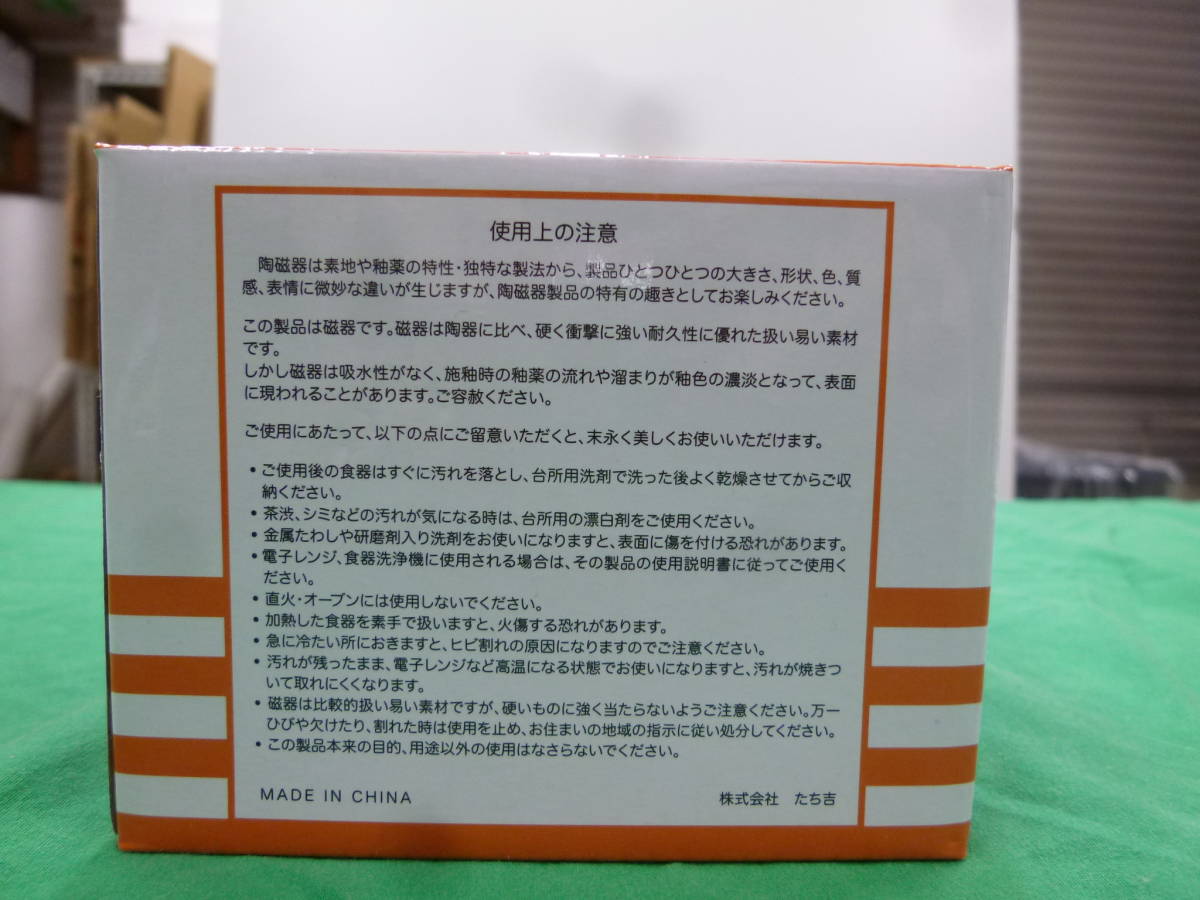 使用上の注意
陶磁器は素地や釉薬の特性・独特な製法から、製品ひとつひとつの大きさ、形状、色、質
感、表情に微妙な違いが生じますが、陶磁器製品の特有の趣きとしてお楽しみください。
この製品は磁器です。磁器は陶器に比べ、硬く衝撃に強い耐久性に優れた扱い易い素材
です。
しかし磁器は吸水性がなく、施釉時の釉薬の流れや溜まりが釉色の濃淡となって、表面
に現われることがあります。ご容赦ください。
ご使用にあたって、以下の点にご留意いただくと、末永く美しくお使いいただけます。
・ご使用後の食器はすぐに汚れを落とし、台所用洗剤で洗った後よく乾燥させてからご収
納ください。
・茶渋、シミなどの汚れが気になる時は、台所用の漂白剤をご使用ください。
・金属たわしや研磨剤入り洗剤をお使いになりますと、表面に傷を付ける恐れがあります。
・電子レンジ、食器洗浄機に使用される場合は、その製品の使用説明書に従ってご使用く
ださい。
・直火・オーブンには使用しないでください。
・加熱した食器を素手で扱いますと、火傷する恐れがあります。
・急に冷たい所におきますと、ヒビ割れの原因になりますのでご注意ください。
・汚れが残ったまま、電子レンジなど高温になる状態でお使いになりますと、汚れが焼きつ
いて取れにくくなります。
・磁器は比較的扱い易い素材ですが、硬いものに強く当たらないようご注意ください。万一
ひびや欠けたり、割れた時は使用を止め、お住まいの地域の指示に従い処分してください。
・この製品本来の目的、用途以外の使用はなさらないでください。
MADE IN CHINA
株式会社 たち吉